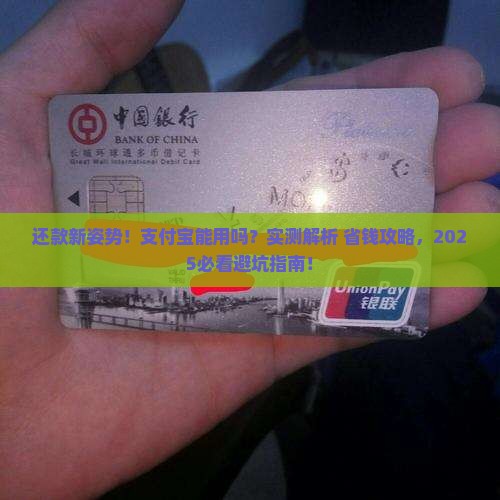 中国银行
BANK OF CHINA
长城环球通多币借记卡
Great Wall International Debit Card
还款新姿势！支付宝能用吗？实测解析 省钱攻略，202
5必看避坑指南！
UnionPay
银联